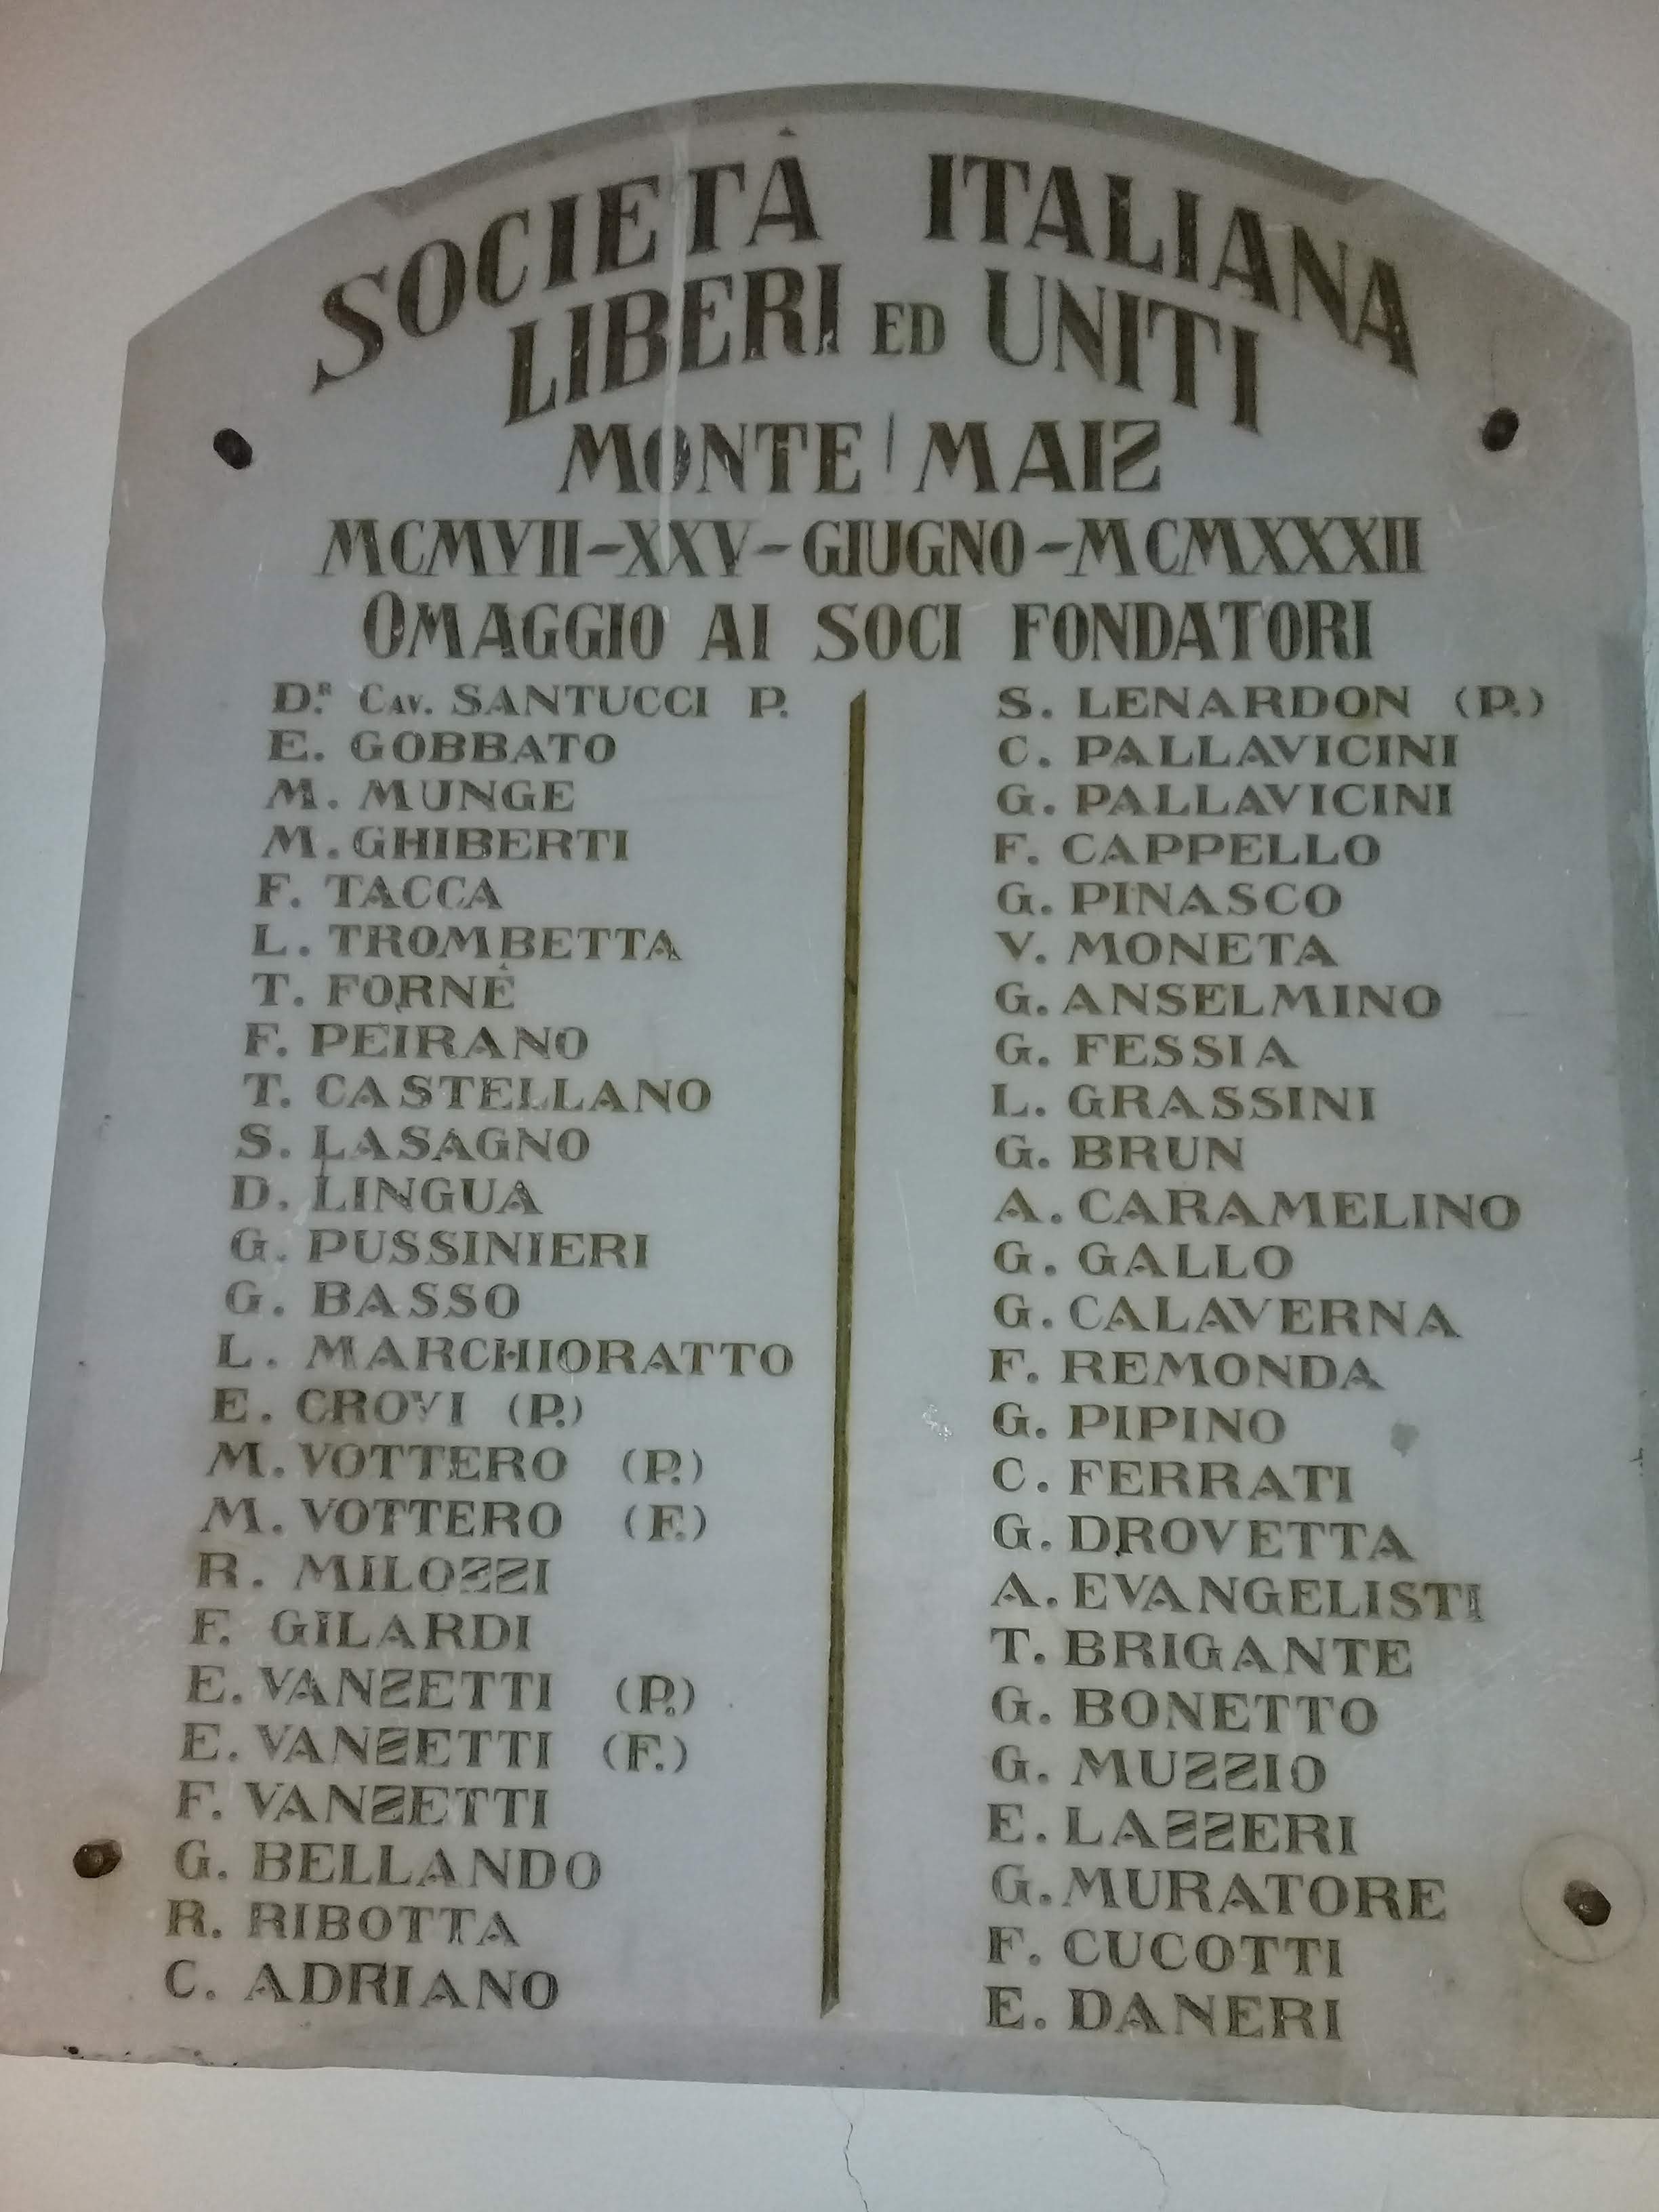 SOCIETÀ ITALIANA
LIBERI ED UNITI
MONTE MAIZ
MCMVII-XXV-GIUGNO-MCMXXXII
OMAGGIO AI SOCI FONDATORI
D.R CAV. SANTUCCI P.
E. GOBBATO
M. MUNGE
M. GHIBERTI
F. TACCA
L. TROMBETTA
T. FORNÉ
F. PEIRANO
T. CASTELLANO
S. LASAGNO
D. LINGUA
G. PUSSINIERI
G. BASSO
L. MARCHIORATTO
E. CROVI (P.)
M. VOTTERO (P.)
M. VOTTERO (F.)
R. MILOZZI
F. GILARDI
E. VANZETTI (P.)
E. VANZETTI (F.)
F. VANZETTI
G. BELLANDO
R. RIBOTTA
C. ADRIANO
S. LENARDON (P.)
C. PALLAVICINI
G. PALLAVICINI
F. CAPPELLO
G. PINASCO
V. MONETA
G. ANSELMINO
G. FESSIA
L. GRASSINI
G. BRUN
A. CARAMELINO
G. GALLO
G. CALAVERNA
F. REMONDA
G. PIPINO
C. FERRATI
G. DROVETTA
A. EVANGELISTI
T. BRIGANTE
G. BONETTO
G. MUZZIO
E. LAZZERI
G. MURATORE
F. CUCOTTI
E. DANERI